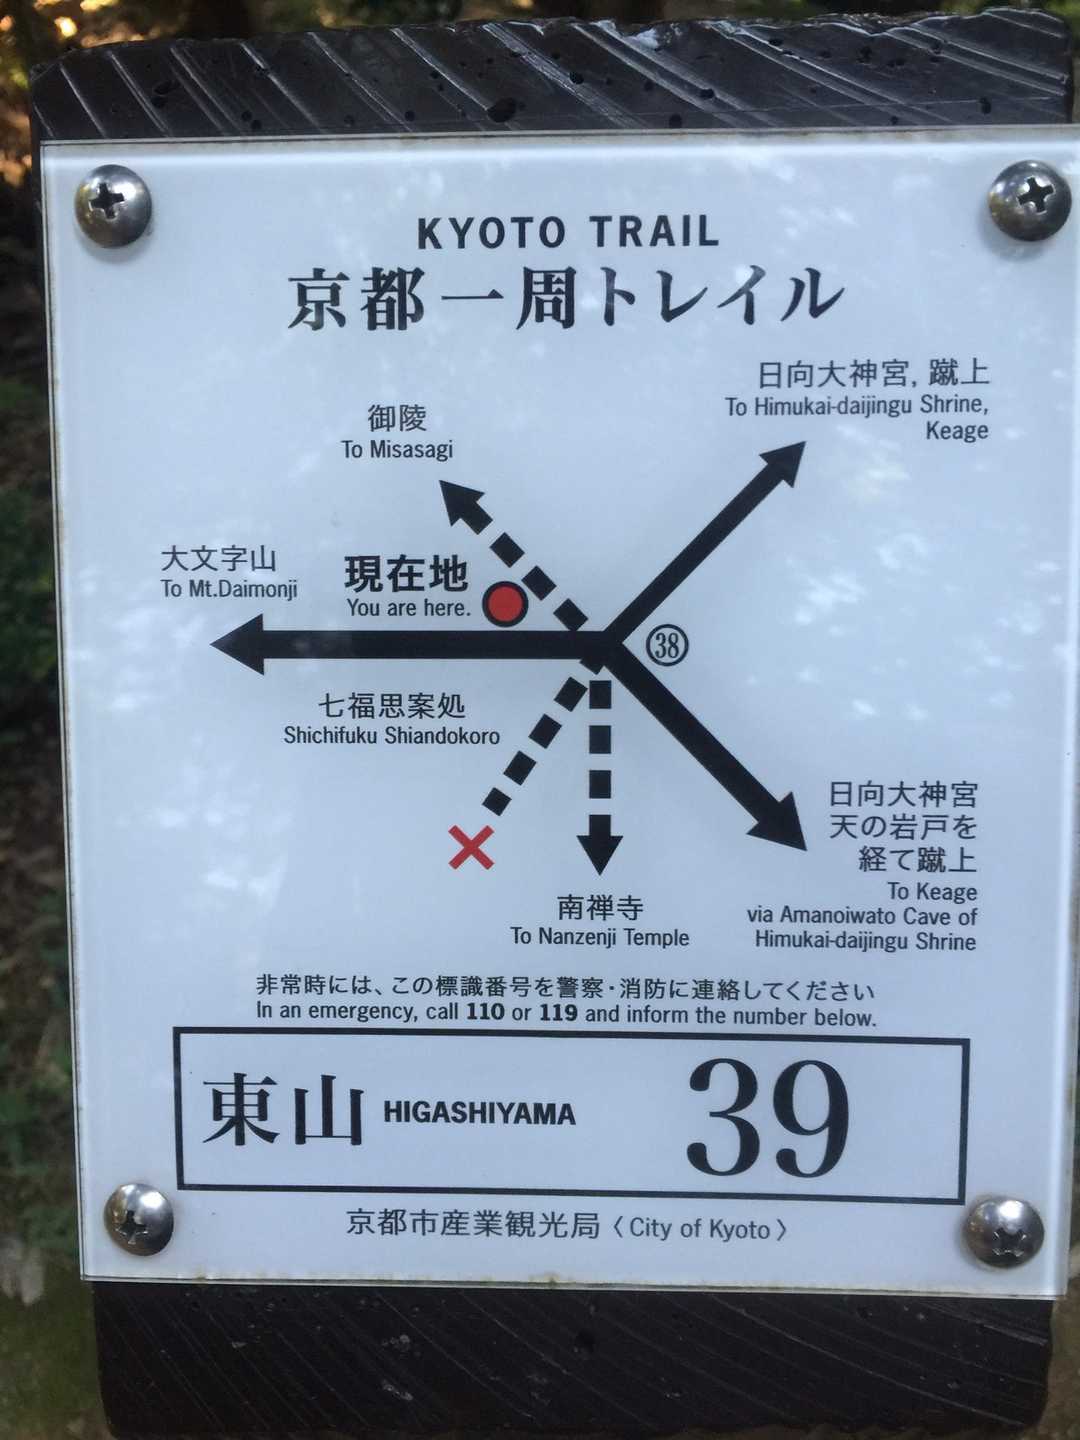 KYOTO TRAIL
京都一周トレイル
日向大神宮, 蹴上
To Himukai-daijingu Shrine,
Keage
御陵
To Misasagi
大文字山
To Mt.Daimonji
現在地
You are here.
38
七福思案処
Shichifuku Shiandokoro
日向大神宮
天の岩戸を
経て蹴上
To Keage
via Amanoiwato Cave of
Himukai-daijingu Shrine
南禅寺
To Nanzenji Temple
非常時には、この標識番号を警察・消防に連絡してください
In an emergency, call 110 or 119 and inform the number below.
東山 HIGASHIYAMA 39
京都市産業観光局〈City of Kyoto〉